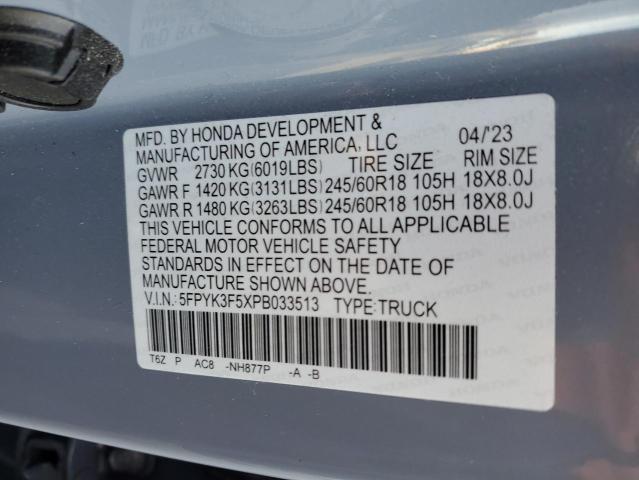 MFD. BY HONDA DEVELOPMENT &
MANUFACTURING OF AMERICA, LLC 04/'23
GVWR 2730 KG(6019LBS) TIRE SIZE RIM SIZE
GAWR F 1420 KG(3131LBS) 245/60R18 105H 18X8.0J
GAWR R 1480 KG(3263LBS) 245/60R18 105H 18X8.0J
THIS VEHICLE CONFORMS TO ALL APPLICABLE
FEDERAL MOTOR VEHICLE SAFETY
STANDARDS IN EFFECT ON THE DATE OF
MANUFACTURE SHOWN ABOVE.
V.I.N.: 5FPYK3F5XPB033513 TYPE:TRUCK
T6Z P AC8 -NH877P -A -B